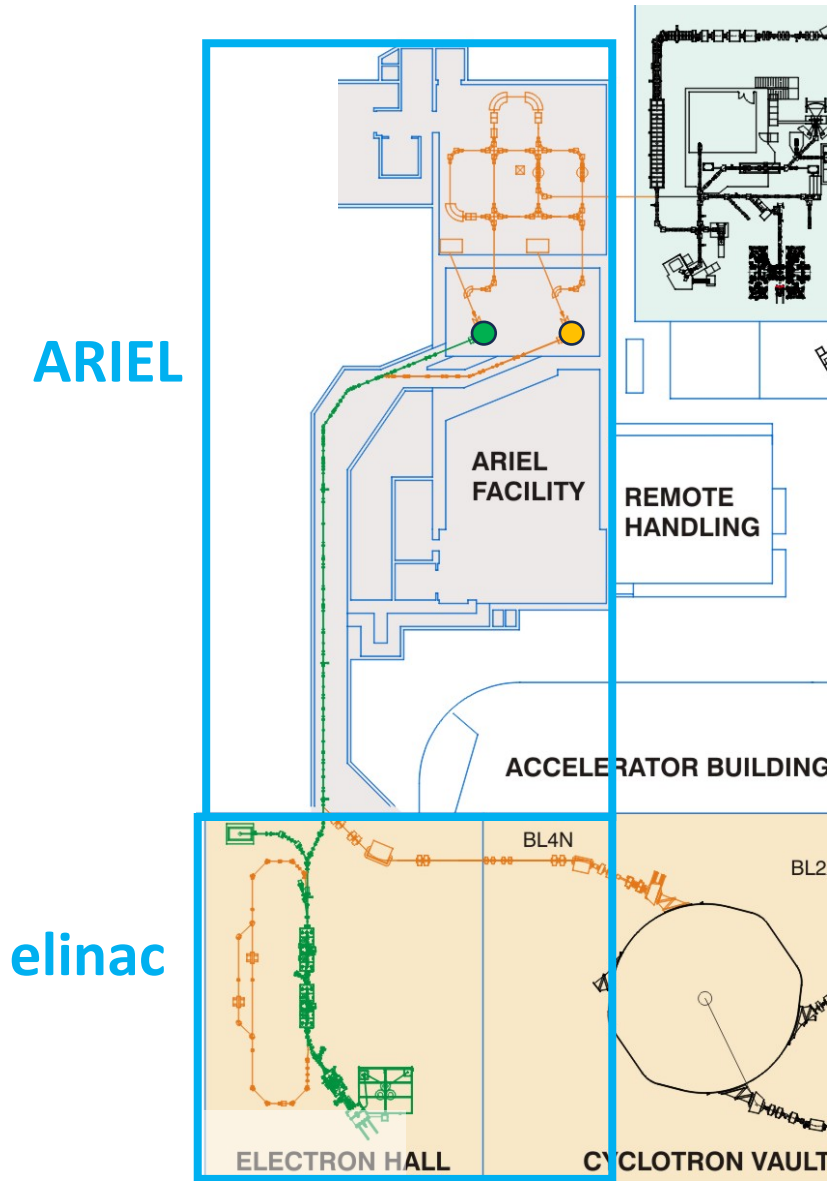 ARIEL
ARIEL
FACILITY
REMOTE
HANDLING
ACCELERATOR BUILDING
BL4N
BL2
elinac
ELECTRON HALL
CYCLOTRON VAULT